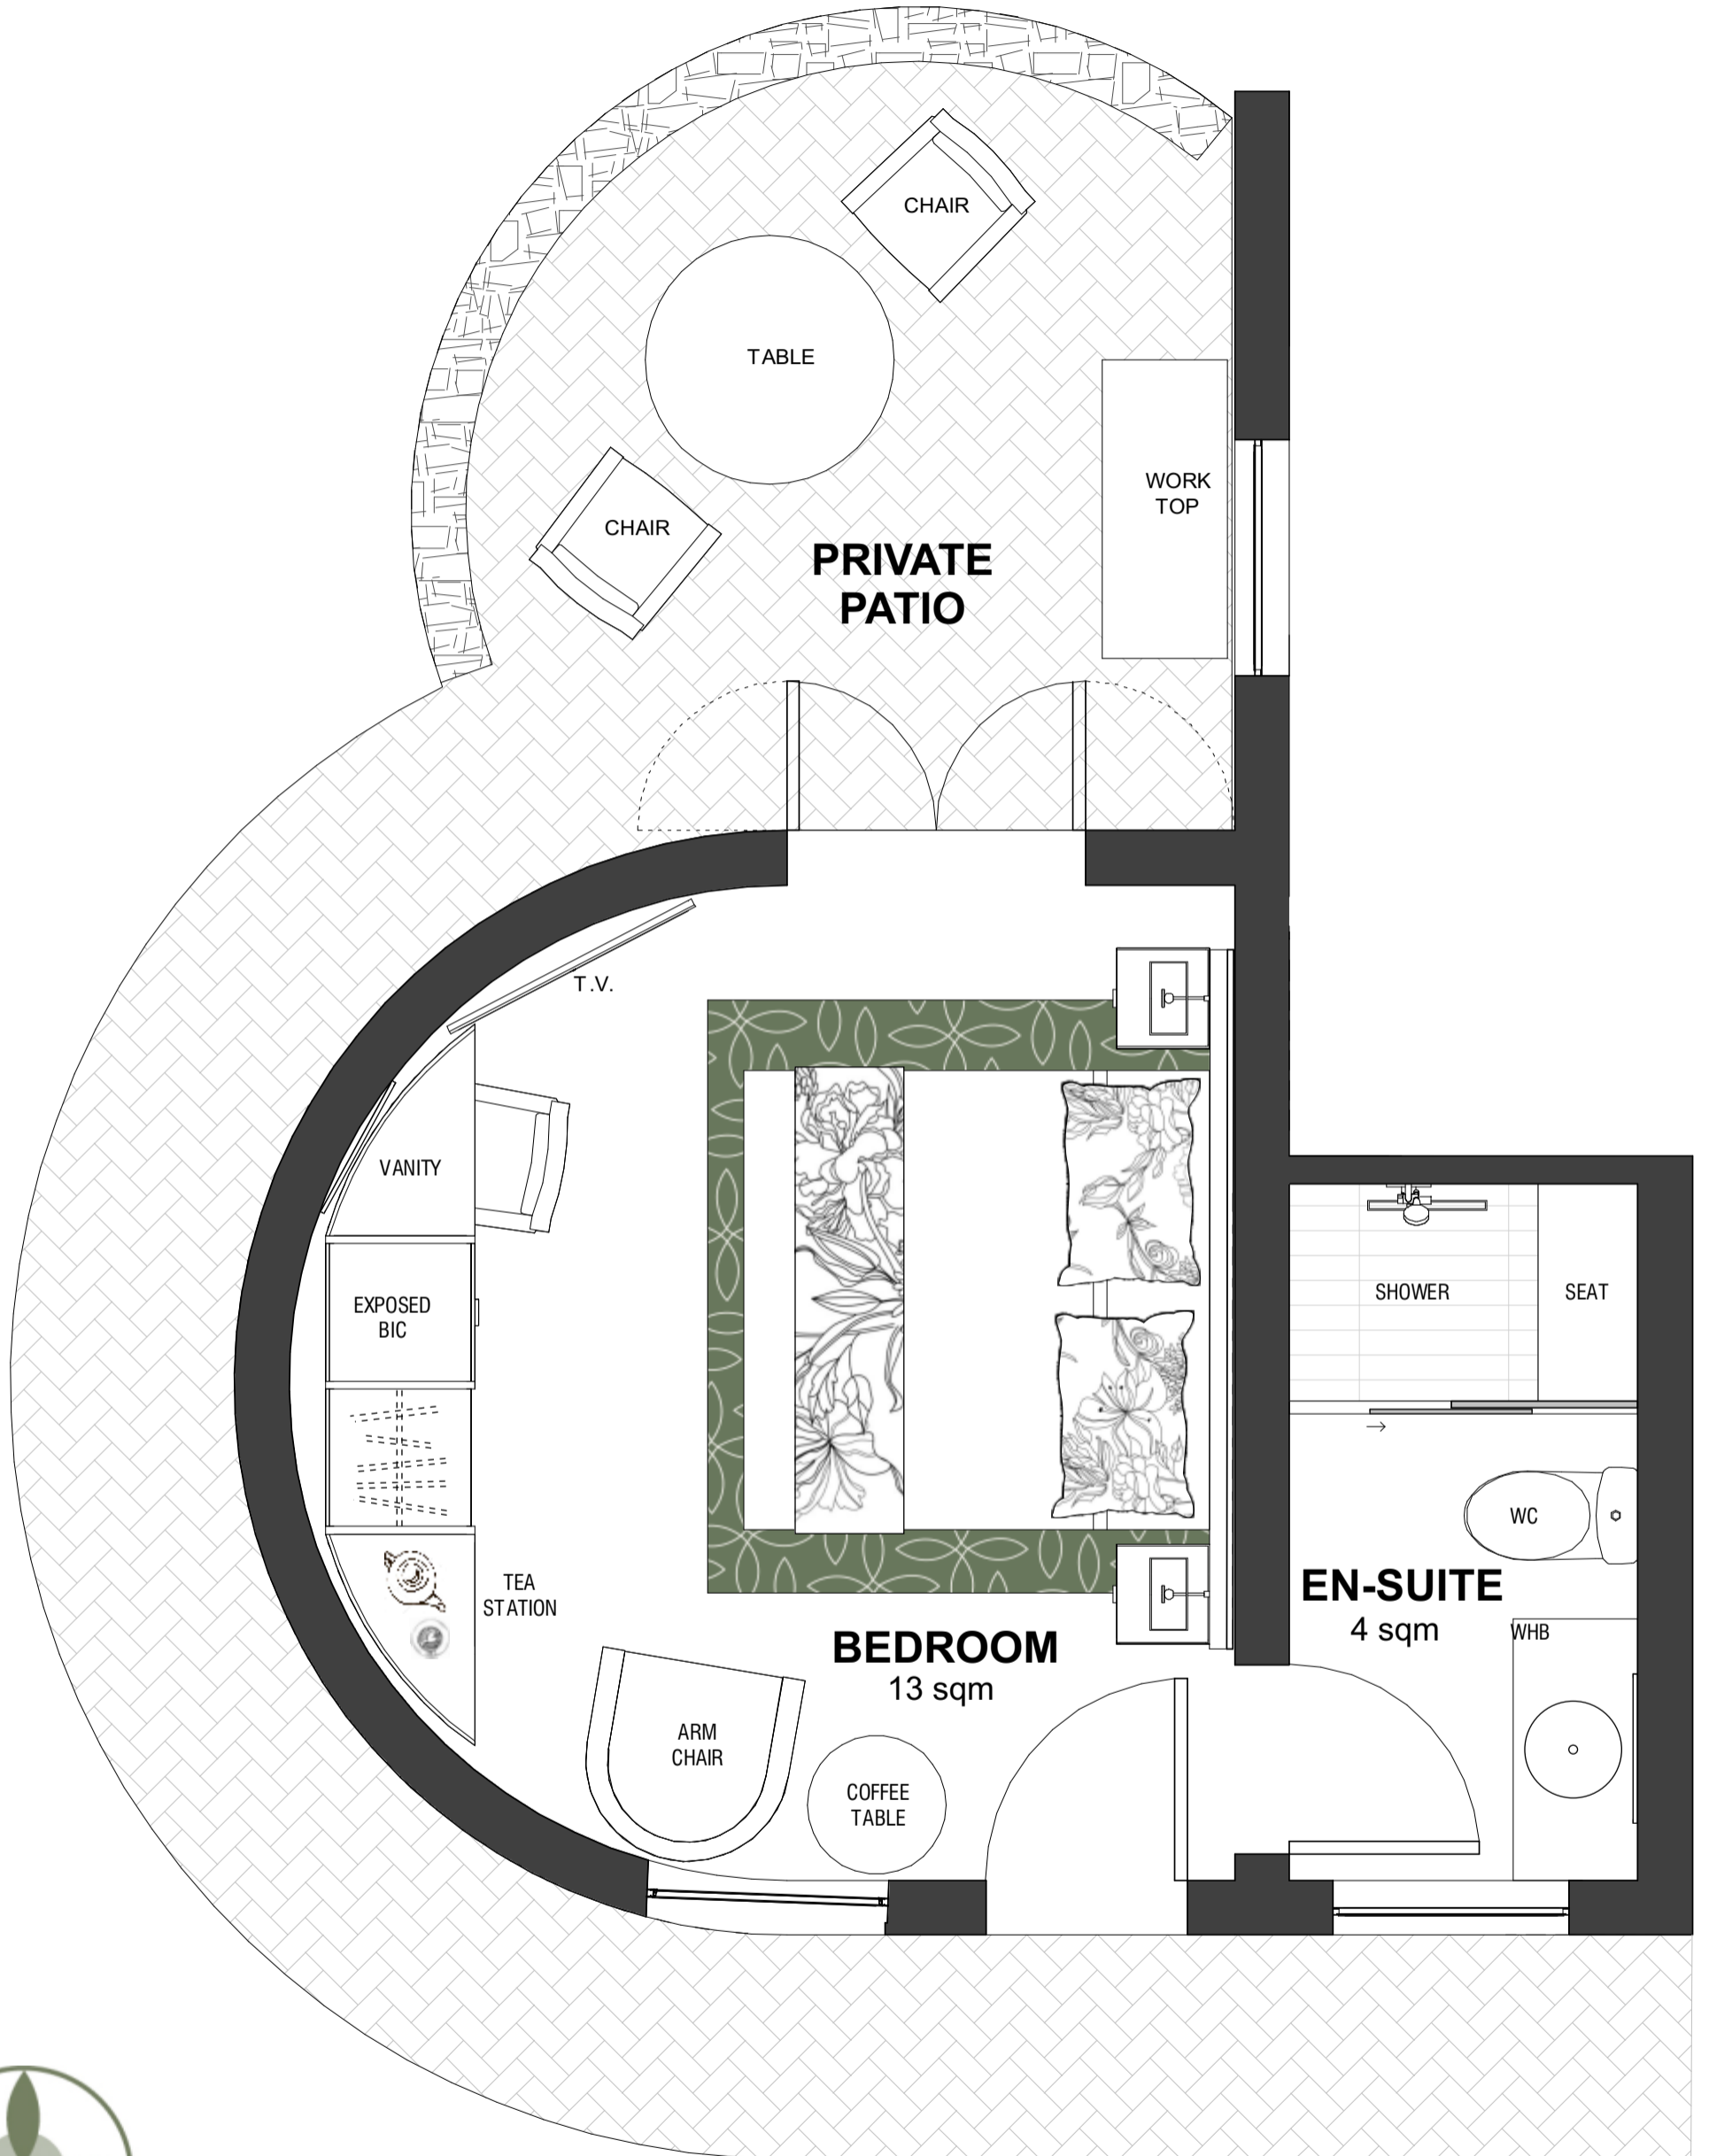 CHAIR
TABLE
WORK
TOP
CHAIR
PRIVATE
PATIO
T.V.
VANITY
EXPOSED
BIC
SHOWER
SEAT
WC
TEA
STATION
EN-SUITE
4 sqm
WHB
BEDROOM
13 sqm
ARM
CHAIR
COFFEE
TABLE